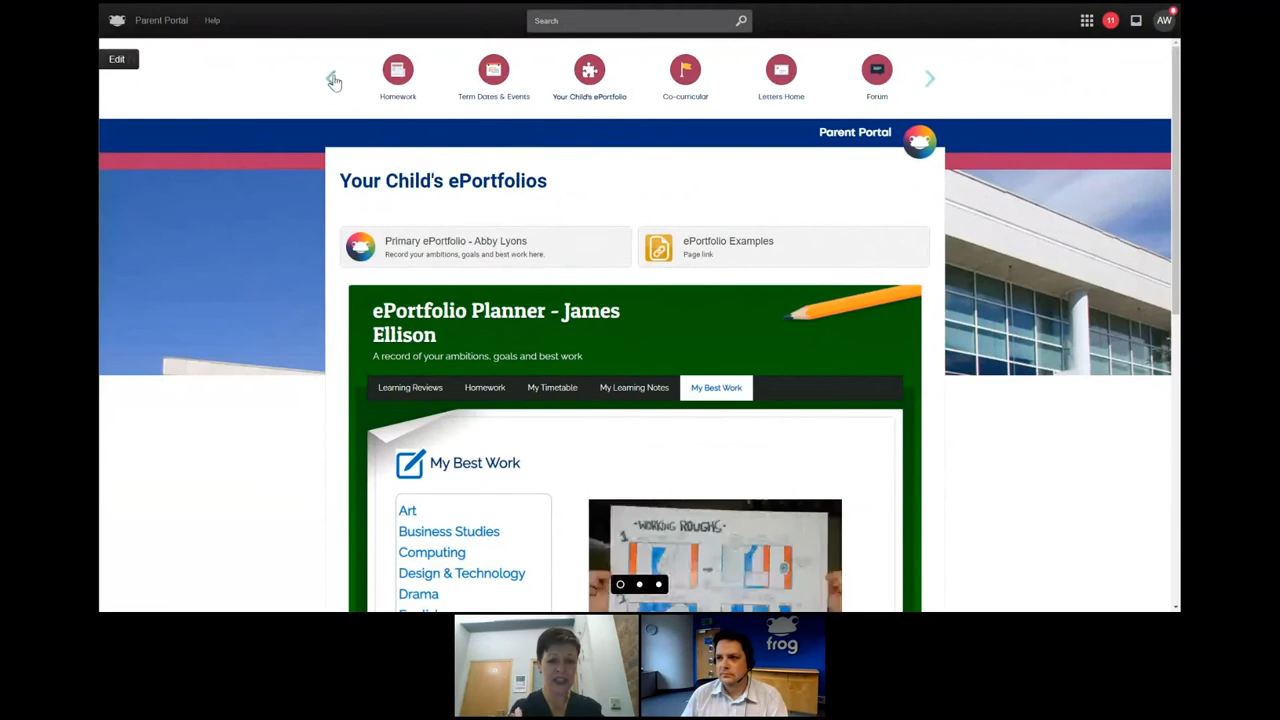 Parent Portal
Help
Search
11
AW
Edit
Homework
Term Dates & Events
Your Child's ePortfolio
Co-curricular
Letters Home
Forum
Parent Portal
Your Child's ePortfolios
Primary ePortfolio - Abby Lyons
Record your ambitions, goals and best work here.
ePortfolio Examples
Page link
ePortfolio Planner - James
Ellison
A record of your ambitions, goals and best work
Learning Reviews
Homework
My Timetable
My Learning Notes
My Best Work
My Best Work
Art
Business Studies
Computing
Design & Technology
Drama
·WORKING ROUGHS·
1
frog